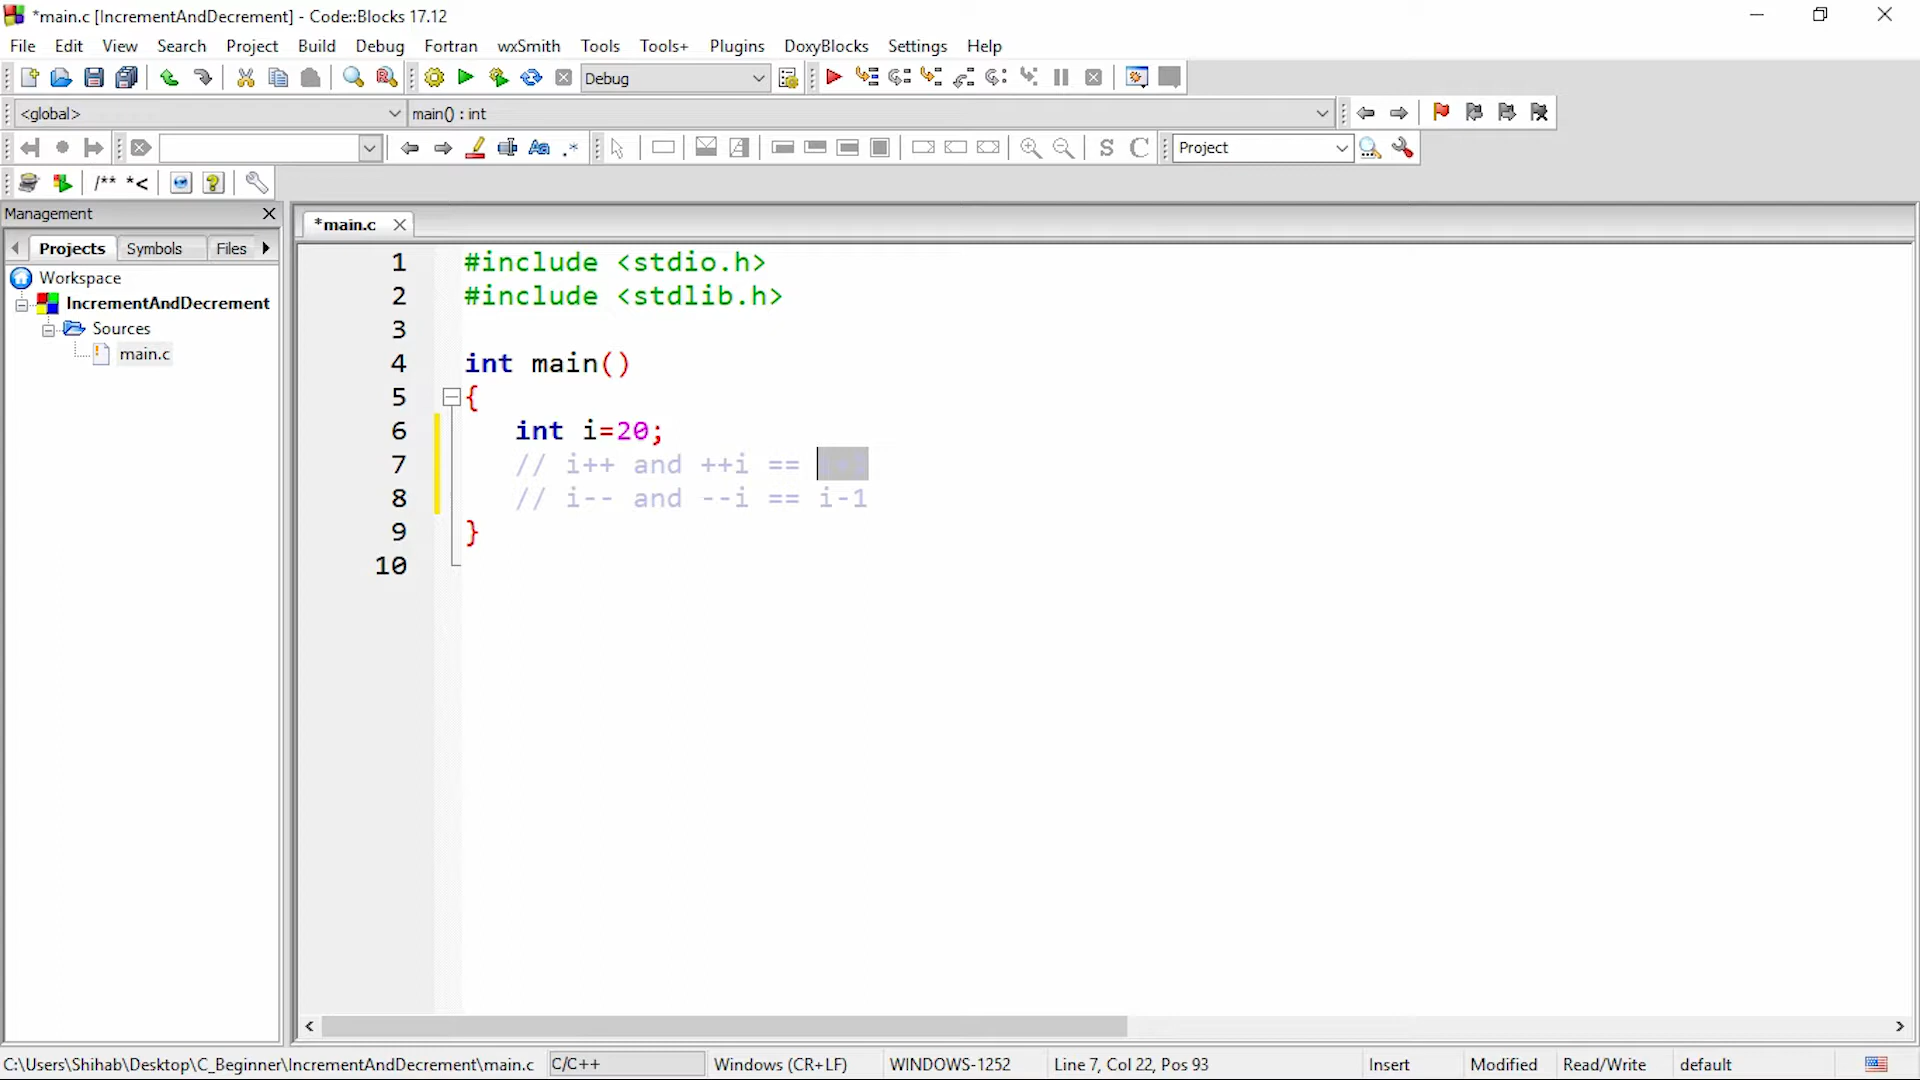 *main.c [IncrementAndDecrement] - Code::Blocks 17.12
File Edit View Search Project Build Debug Fortran wxSmith Tools Tools+ Plugins DoxyBlocks Settings Help
Debug
<global> main() : int
Aa .* S C Project
/** *<
Management
Projects Symbols Files
*main.c
Workspace
IncrementAndDecrement
Sources
main.c
1 #include <stdio.h>
2 #include <stdlib.h>
3
4 int main()
5 {
6 int i=20;
7 // i++ and ++i ==
8 // i-- and --i == i-1
9 }
10
C:\Users\Shihab\Desktop\C_Beginner\IncrementAndDecrement\main.c C/C++ Windows (CR+LF) WINDOWS-1252 Line 7, Col 22, Pos 93 Insert Modified Read/Write default